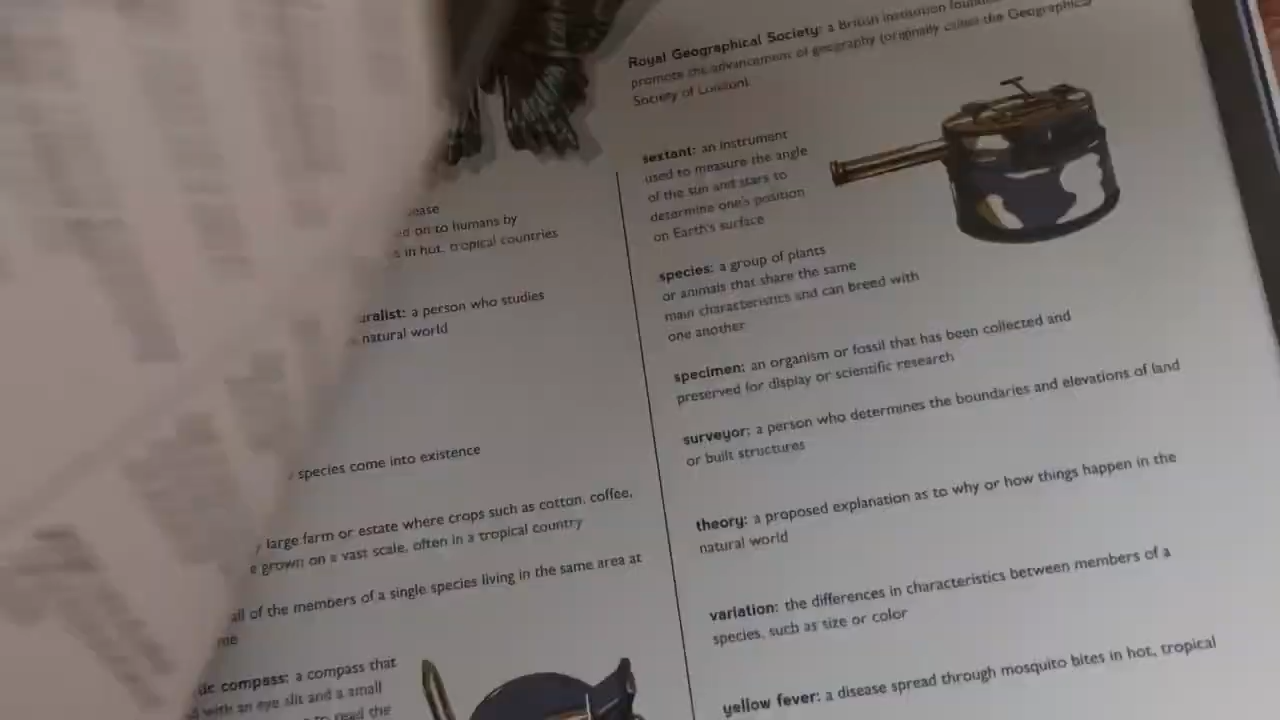 ease
ed on to humans by
s in hot, tropical countries
uralist: a person who studies
natural world
species come into existence
large farm or estate where crops such as cotton, coffee,
e grown on a vast scale, often in a tropical country
all of the members of a single species living in the same area at
me
compass: a compass that
with an eye slit and a small
to read the
Royal Geographical Society: a British institution
promote the advancement of geography (originally called the Geographical
Society of London)
sextant: an instrument
used to measure the angle
of the sun and stars to
determine one's position
on Earth's surface
species: a group of plants
or animals that share the same
main characteristics and can breed with
one another
specimen: an organism or fossil that has been collected and
preserved for display or scientific research
surveyor: a person who determines the boundaries and elevations of land
or built structures
theory: a proposed explanation as to why or how things happen in the
natural world
variation: the differences in characteristics between members of a
species, such as size or color
yellow fever: a disease spread through mosquito bites in hot, tropical